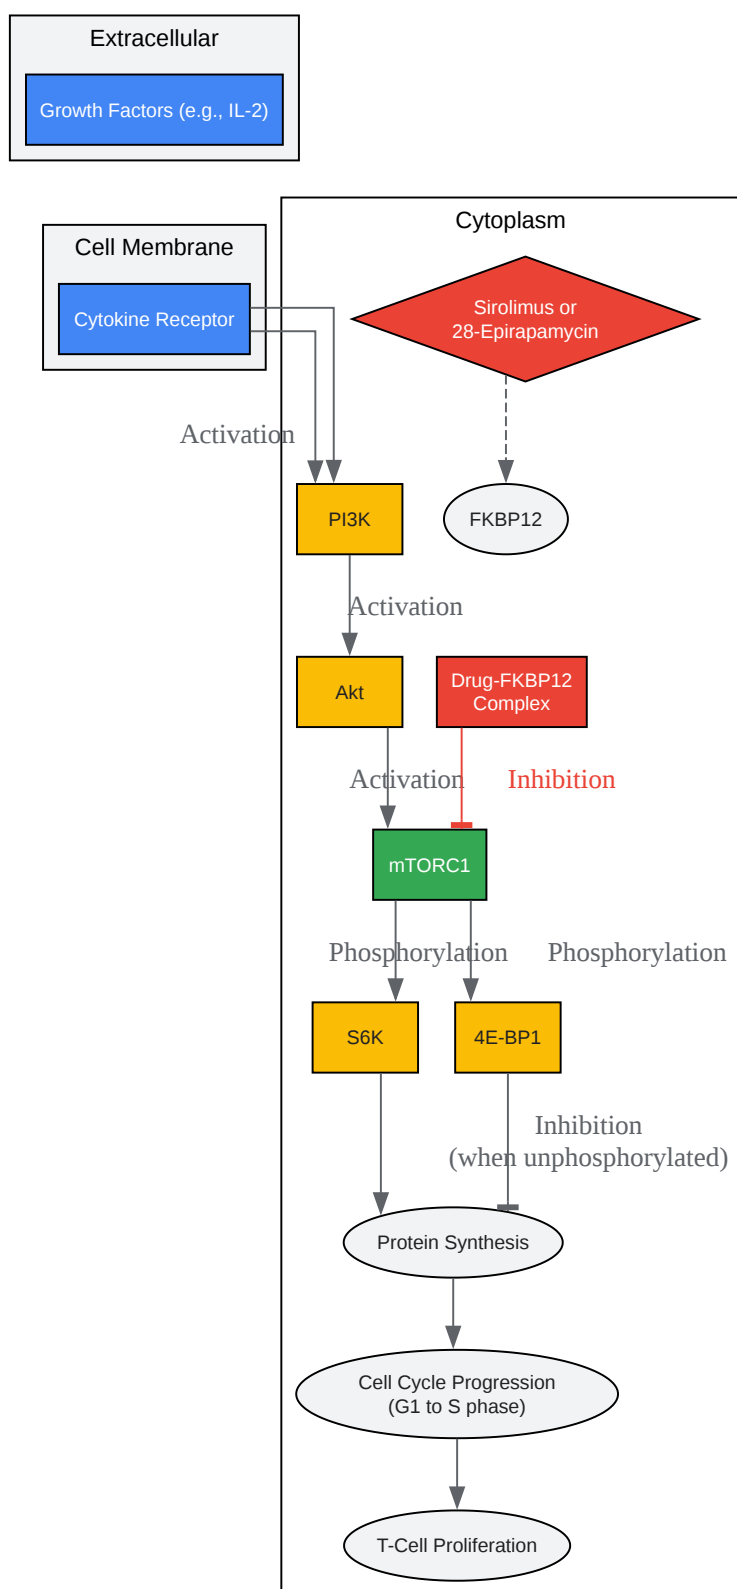 Extracellular
Growth Factors (e.g., IL-2)
Cytoplasm
Cell Membrane
Cytokine Receptor
Sirolimus or
28-Epirapamycin
Activation
PI3K
FKBP12
Activation
Akt
Drug-FKBP12
Complex
Activation
Inhibition
mTORC1
Phosphorylation
Phosphorylation
S6K
4E-BP1
Inhibition
(when unphosphorylated)
Protein Synthesis
Cell Cycle Progression
(G1 to S phase)
T-Cell Proliferation